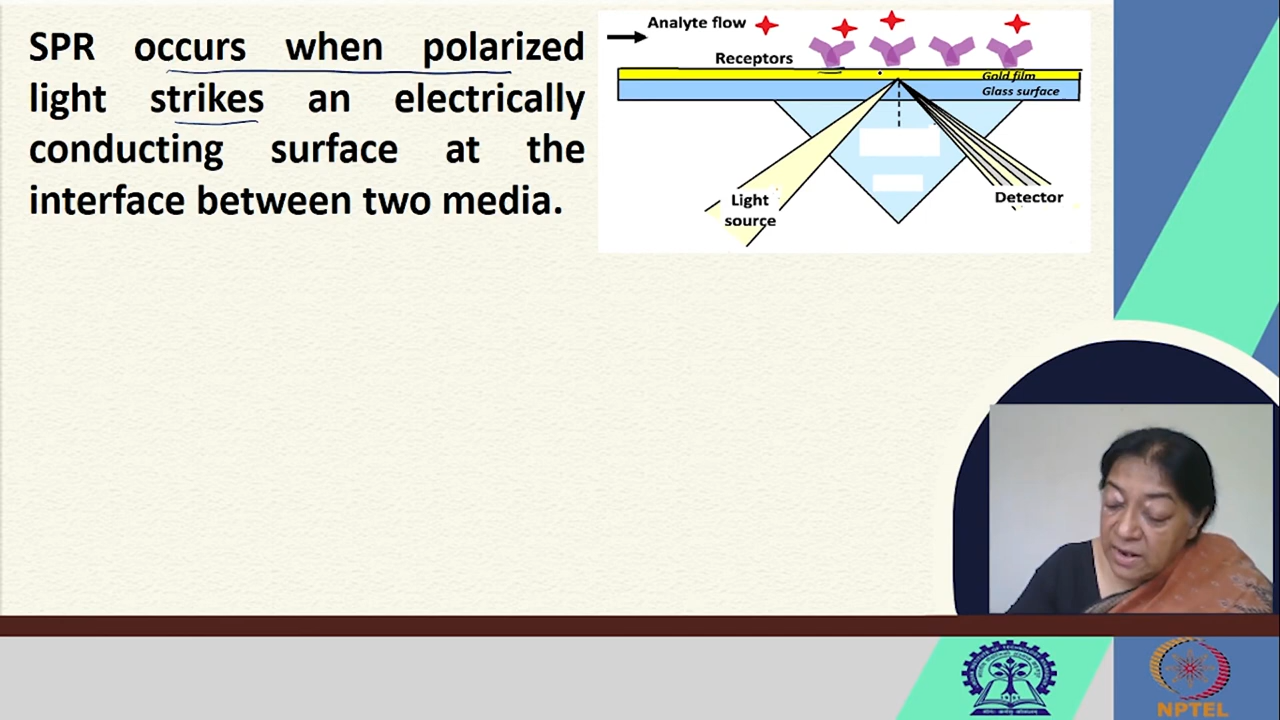 SPR occurs when polarized
light strikes an electrically
conducting surface at the
interface between two media.
Analyte flow
Receptors
Gold film
Glass surface
Light
source
Detector
NPTEL